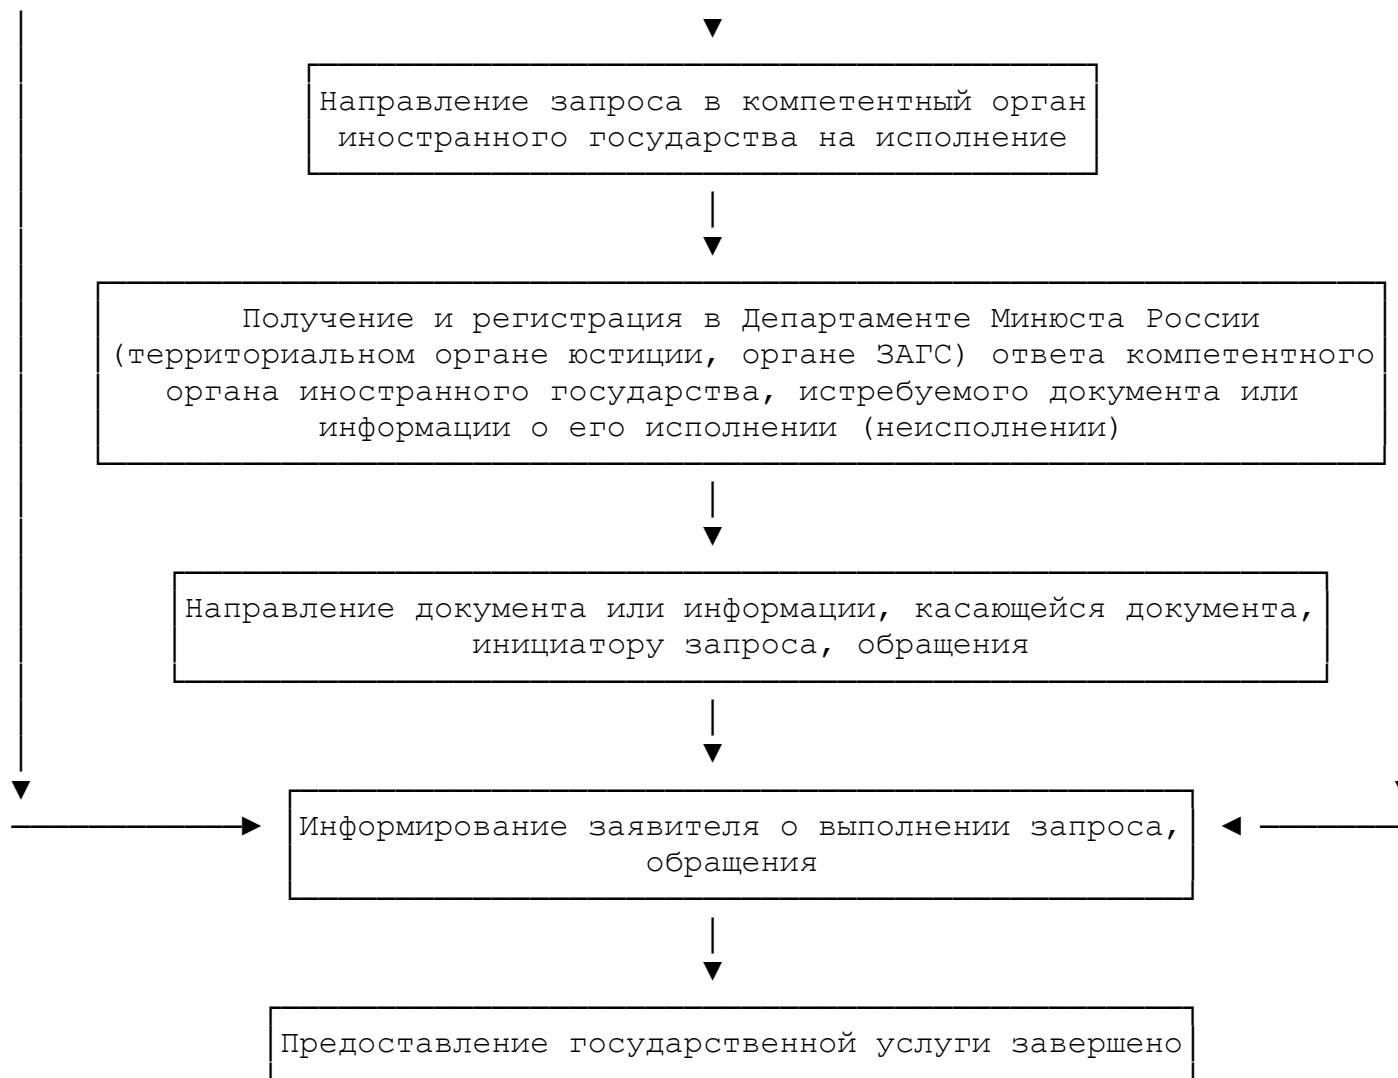 Направление запроса в компетентный орган
иностранного государства на исполнение
Получение и регистрация в Департаменте Минюста России
(территориальном органе юстиции, органе ЗАГС) ответа компетентного
органа иностранного государства, истребуемого документа или
информации о его исполнении (неисполнении)
Направление документа или информации, касающейся документа,
инициатору запроса, обращения
Информирование заявителя о выполнении запроса,
обращения
Предоставление государственной услуги завершено